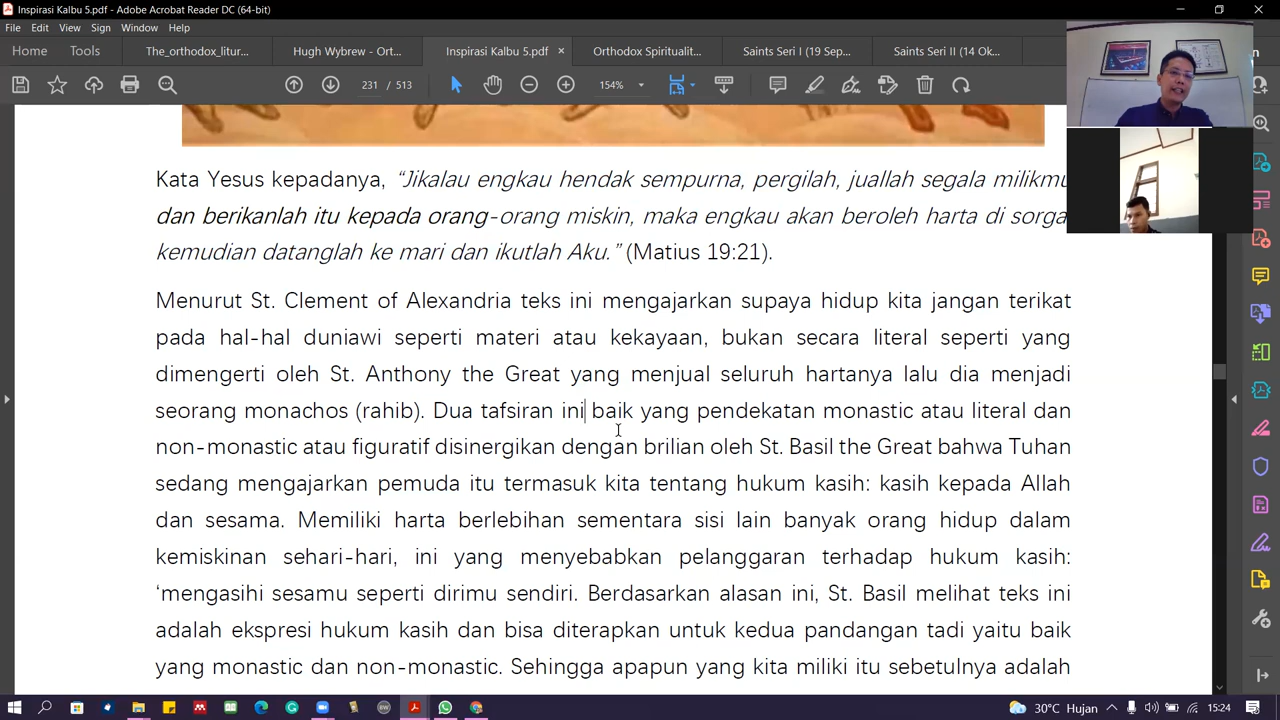 Inspirasi Kalbu 5.pdf - Adobe Acrobat Reader DC (64-bit)
File Edit View Sign Window Help
Home Tools The_orthodox_litur... Hugh Wybrew - Ort... Inspirasi Kalbu 5.pdf Orthodox Spiritualit... Saints Seri I (19 Sep... Saints Seri II (14 Ok...
231 / 513 154%
Kata Yesus kepadanya, “Jikalau engkau hendak sempurna, pergilah, juallah segala milikmu
dan berikanlah itu kepada orang-orang miskin, maka engkau akan beroleh harta di sorga,
kemudian datanglah ke mari dan ikutlah Aku.” (Matius 19:21).
Menurut St. Clement of Alexandria teks ini mengajarkan supaya hidup kita jangan terikat
pada hal-hal duniawi seperti materi atau kekayaan, bukan secara literal seperti yang
dimengerti oleh St. Anthony the Great yang menjual seluruh hartanya lalu dia menjadi
seorang monachos (rahib). Dua tafsiran ini baik yang pendekatan monastic atau literal dan
non-monastic atau figuratif disinergikan dengan brilian oleh St. Basil the Great bahwa Tuhan
sedang mengajarkan pemuda itu termasuk kita tentang hukum kasih: kasih kepada Allah
dan sesama. Memiliki harta berlebihan sementara sisi lain banyak orang hidup dalam
kemiskinan sehari-hari, ini yang menyebabkan pelanggaran terhadap hukum kasih:
‘mengasihi sesamu seperti dirimu sendiri. Berdasarkan alasan ini, St. Basil melihat teks ini
adalah ekspresi hukum kasih dan bisa diterapkan untuk kedua pandangan tadi yaitu baik
yang monastic dan non-monastic. Sehingga apapun yang kita miliki itu sebetulnya adalah
30°C Hujan 15:24